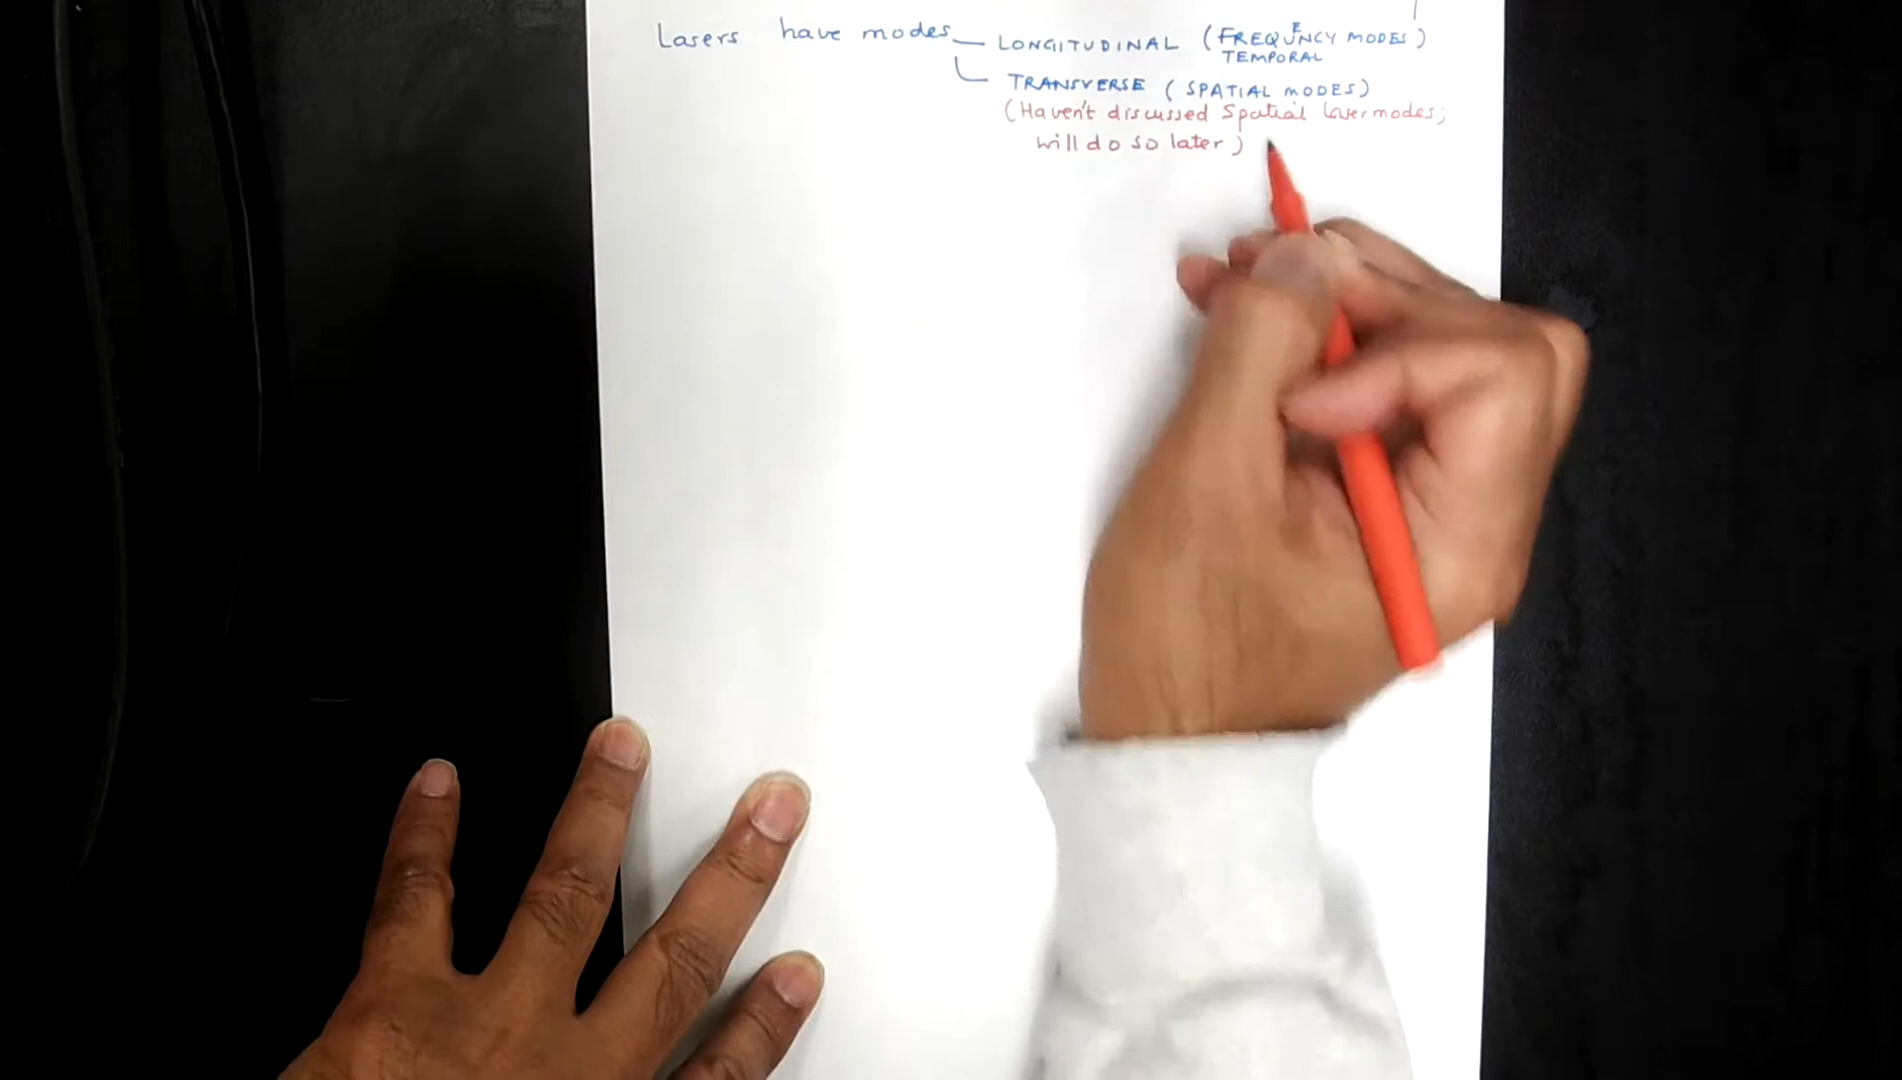 Lasers have modes LONGITUDINAL (FREQUENCY MODES)
TEMPORAL
TRANSVERSE (SPATIAL MODES)
(Haven't discussed Spatial laser modes;
will do so later)